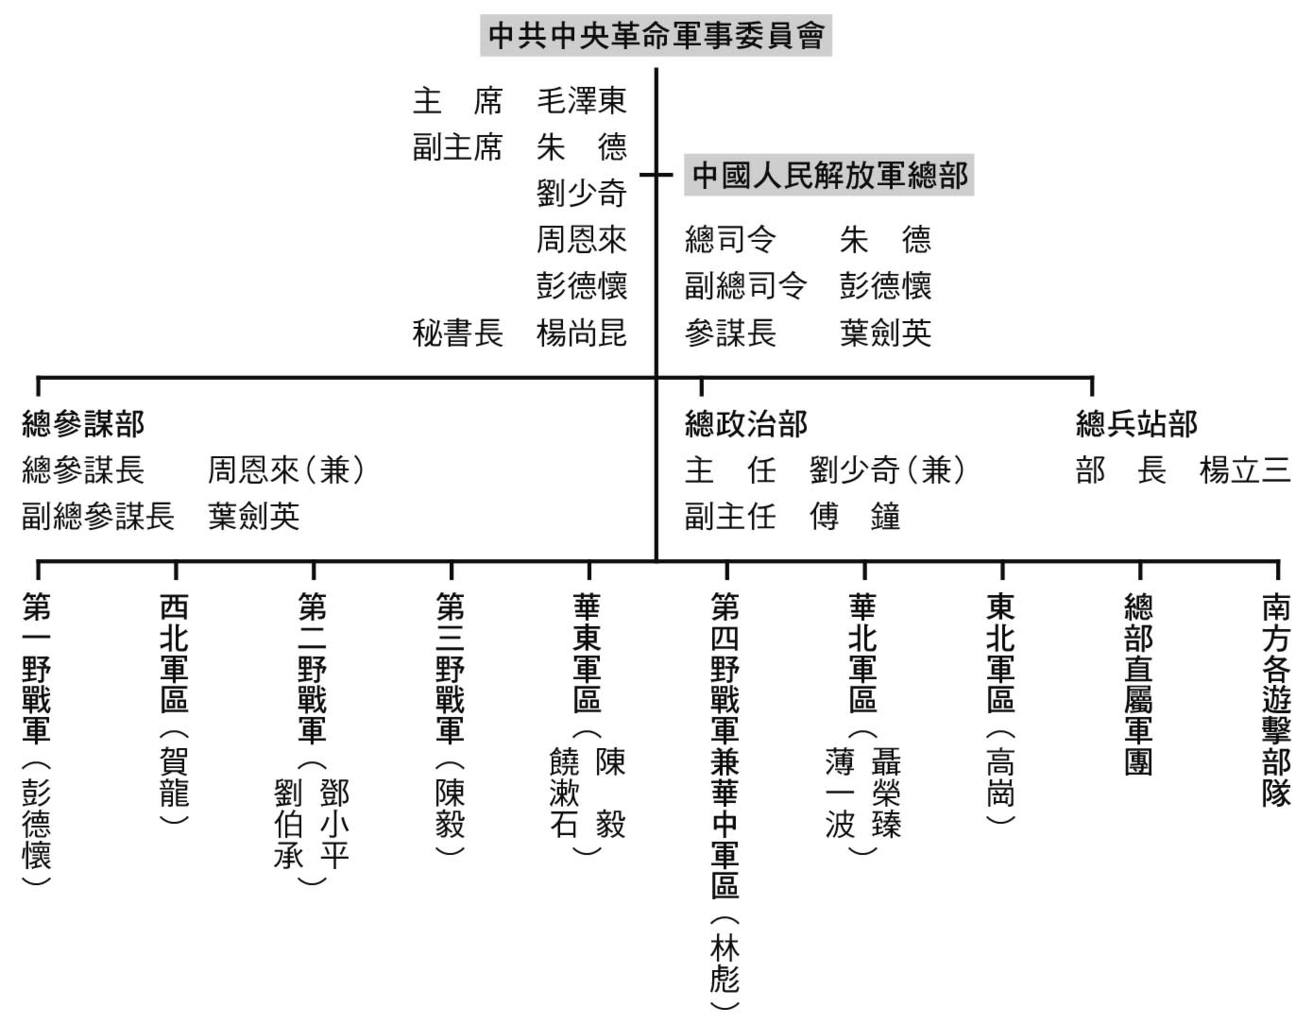 中共中央革命軍事委員會
主　席　毛澤東
副主席　朱　德
劉少奇
周恩來
彭德懷
秘書長　楊尚昆
中國人民解放軍總部
總司令　朱　德
副總司令　彭德懷
參謀長　葉劍英
總參謀部
總參謀長　周恩來（兼）
副總參謀長　葉劍英
總政治部
主　任　劉少奇（兼）
副主任　傅　鐘
總兵站部
部　長　楊立三
第一野戰軍（彭德懷）
西北軍區（賀龍）
第二野戰軍（鄧小平
劉伯承）
第三野戰軍（陳毅）
華東軍區（陳　毅
饒漱石）
第四野戰軍兼華中軍區（林彪）
華北軍區（聶榮臻
薄一波）
東北軍區（高崗）
總部直屬軍團
南方各遊擊部隊